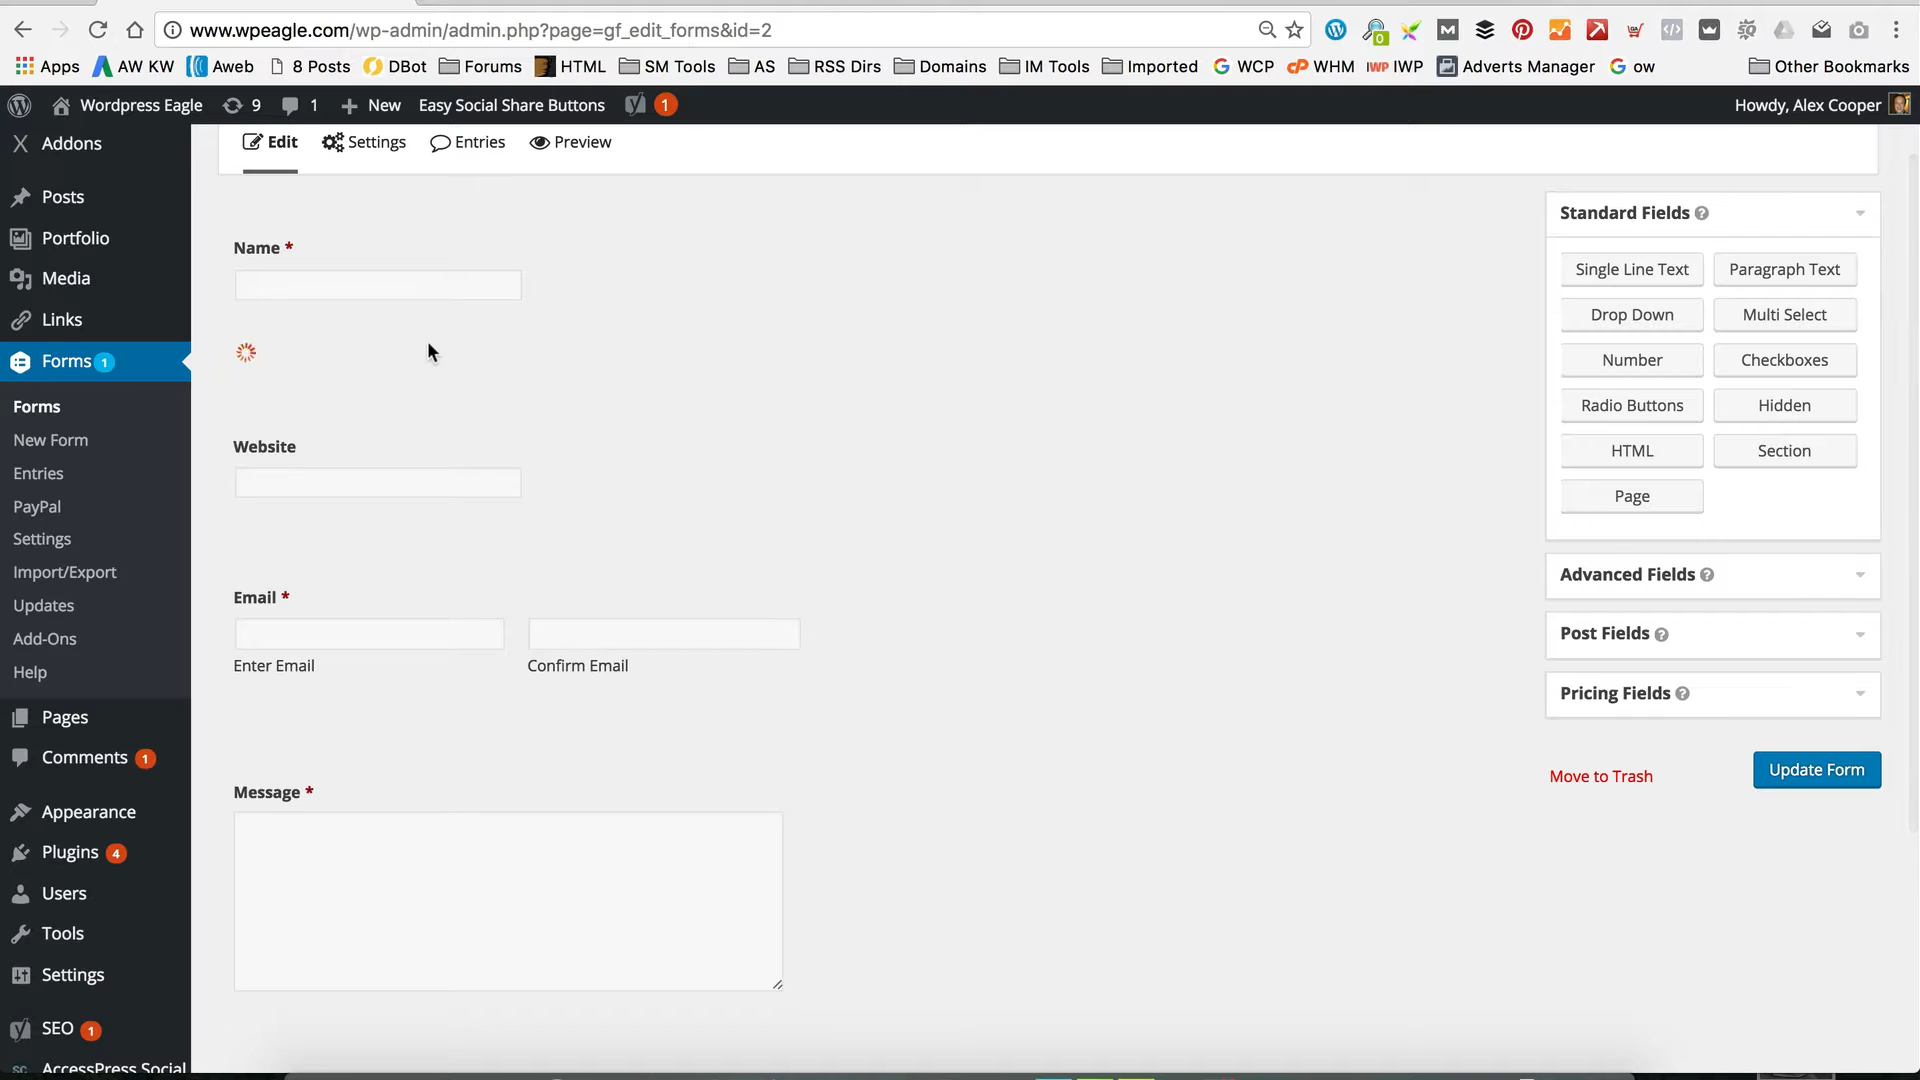 www.wpeagle.com/wp-admin/admin.php?page=gf_edit_forms&id=2
0
Apps AW KW Aweb 8 Posts DBot Forums HTML SM Tools AS RSS Dirs Domains IM Tools Imported WCP WHM IWP IWP Adverts Manager ow Other Bookmarks
Wordpress Eagle 9 1 New Easy Social Share Buttons 1 Howdy, Alex Cooper
Addons
Edit Settings Entries Preview
Posts
Portfolio
Media
Links
Forms 1
Forms
New Form
Entries
PayPal
Settings
Import/Export
Updates
Add-Ons
Help
Pages
Comments 1
Appearance
Plugins 4
Users
Tools
Settings
SEO 1
AccessPress Social
Name *
Website
Email *
Enter Email Confirm Email
Message *
Standard Fields
Single Line Text Paragraph Text
Drop Down Multi Select
Number Checkboxes
Radio Buttons Hidden
HTML Section
Page
Advanced Fields
Post Fields
Pricing Fields
Move to Trash Update Form